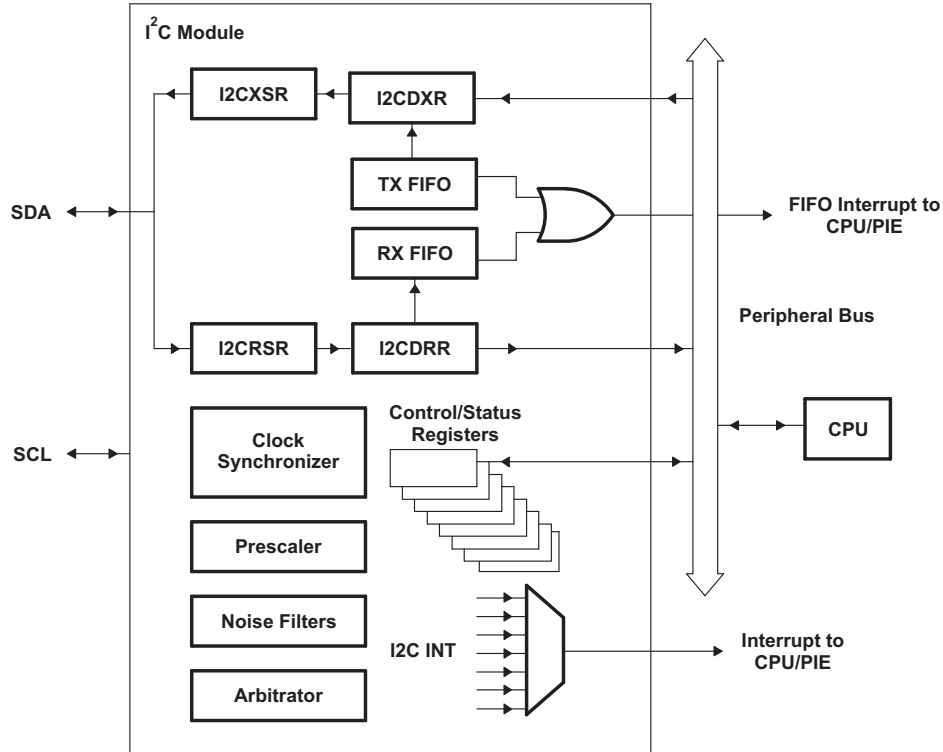 I²C Module
I2CXSR
I2CDXR
TX FIFO
SDA
FIFO Interrupt to
CPU/PIE
RX FIFO
Peripheral Bus
I2CRSR
I2CDRR
Control/Status
Registers
CPU
SCL
Clock
Synchronizer
Prescaler
Noise Filters
I2C INT
Interrupt to
CPU/PIE
Arbitrator